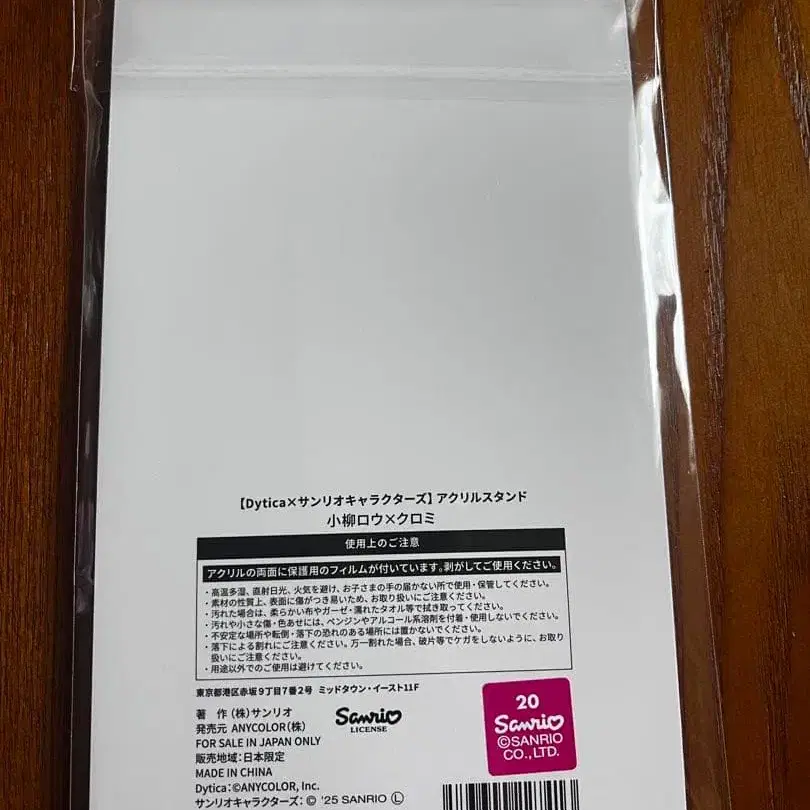 【Dytica×サンリオキャラクターズ】アクリルスタンド
小柳ロウ×クロミ
使用上のご注意
アクリルの両面に保護用のフィルムが付いています。剥がしてご使用ください。
・高温多湿、直射日光、火気を避け、お子さまの手の届かない所で使用・保管してください。
・素材の性質上、表面に傷がつき易いため、お取り扱いにご注意ください。
・汚れた場合は、柔らかい布やガーゼ・濡れたタオル等で拭き取ってください。
・汚れや小さな傷・色あせには、ベンジンやアルコール系溶剤を付着・使用しないでください。
・不安定な場所や転倒・落下の恐れのある場所には置かないでください。
・落下による割れにご注意ください。万一割れた場合、破片等でケガをしないように、お取り
扱いにご注意ください。
・用途以外でのご使用は避けてください。
東京都港区赤坂9丁目7番2号 ミッドタウン・イースト11F
著 作 (株)サンリオ
発売元 ANYCOLOR(株)
FOR SALE IN JAPAN ONLY
販売地域:日本限定
MADE IN CHINA
Dytica:©ANYCOLOR, Inc.
サンリオキャラクターズ:© '25 SANRIO Ⓛ
Sanrio
LICENSE
20
Sanrio
©SANRIO
CO.,LTD.